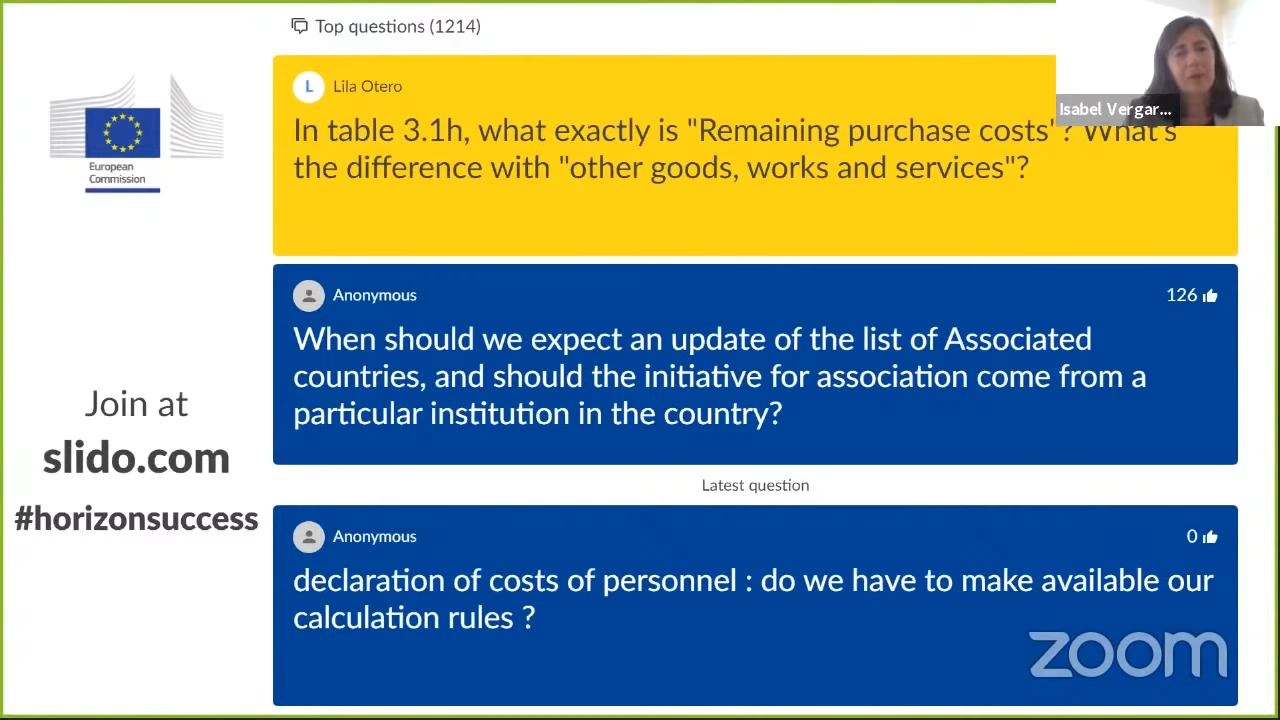 Top questions (1214)
L
Lila Otero
Isabel Vergar...
In table 3.1h, what exactly is "Remaining purchase costs"? What's
the difference with "other goods, works and services"?
European
Commission
Anonymous
126
When should we expect an update of the list of Associated
countries, and should the initiative for association come from a
particular institution in the country?
Join at
slido.com
#horizonsuccess
Latest question
Anonymous
0
declaration of costs of personnel : do we have to make available our
calculation rules ?
zoom